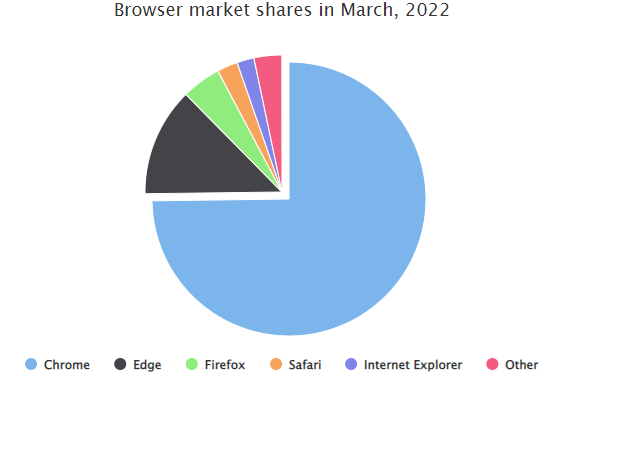 Browser market shares in March, 2022
Chrome Edge Firefox Safari Internet Explorer Other